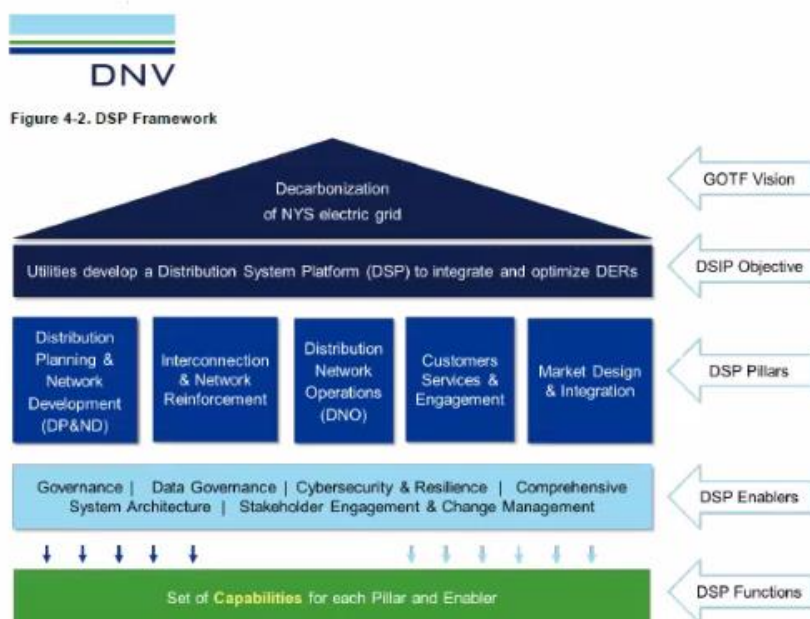 DNV
Figure 4-2. DSP Framework
Decarbonization
of NYS electric grid
GOTF Vision
Utilities develop a Distribution System Platform (DSP) to integrate and optimize DERs
DSIP Objective
Distribution
Planning &
Network
Development
(DP&ND)
Interconnection
& Network
Reinforcement
Distribution
Network
Operations
(DNO)
Customers
Services &
Engagement
Market Design
& Integration
DSP Pillars
Governance | Data Governance | Cybersecurity & Resilience | Comprehensive
System Architecture | Stakeholder Engagement & Change Management
DSP Enablers
Set of Capabilities for each Pillar and Enabler
DSP Functions